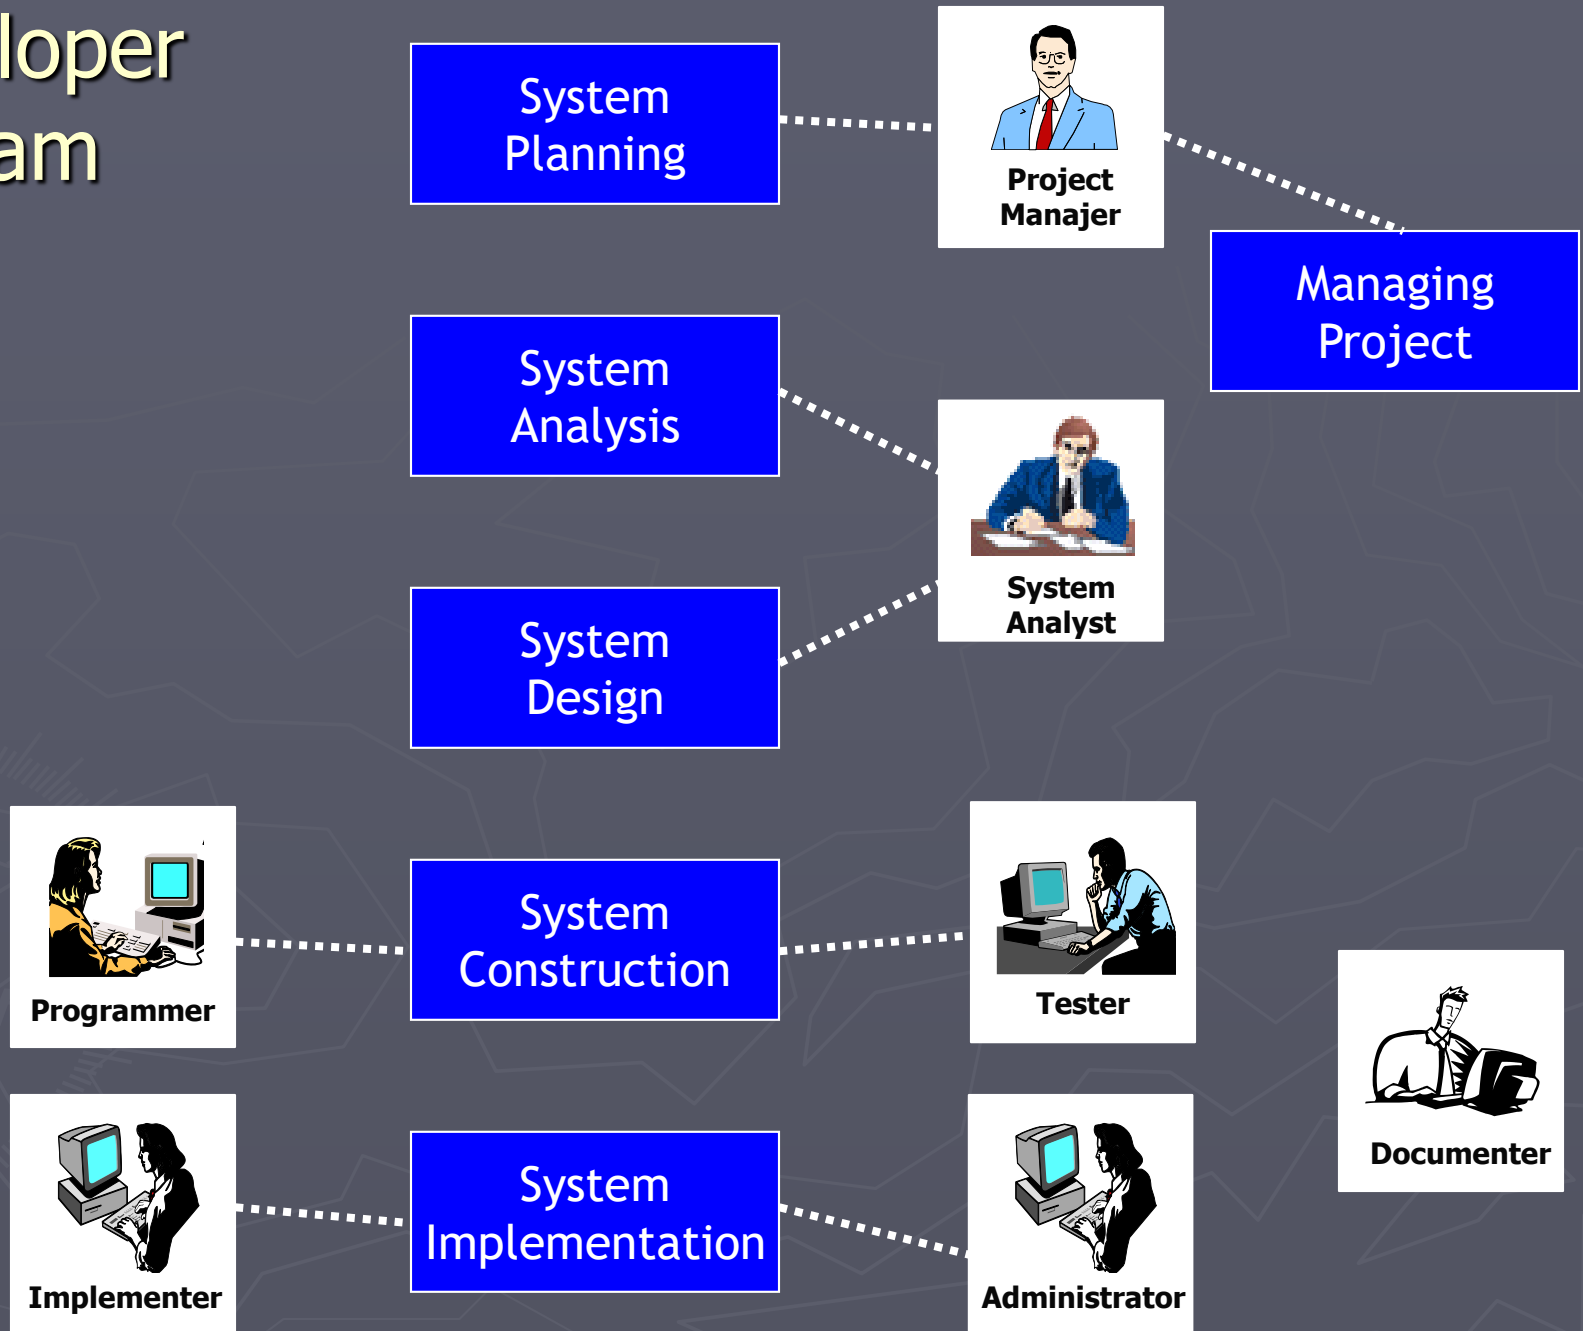 loper
am
System
Planning
Project
Manajer
Managing
Project
System
Analysis
System
Analyst
System
Design
Programmer
System
Construction
Tester
Documenter
Implementer
System
Implementation
Administrator